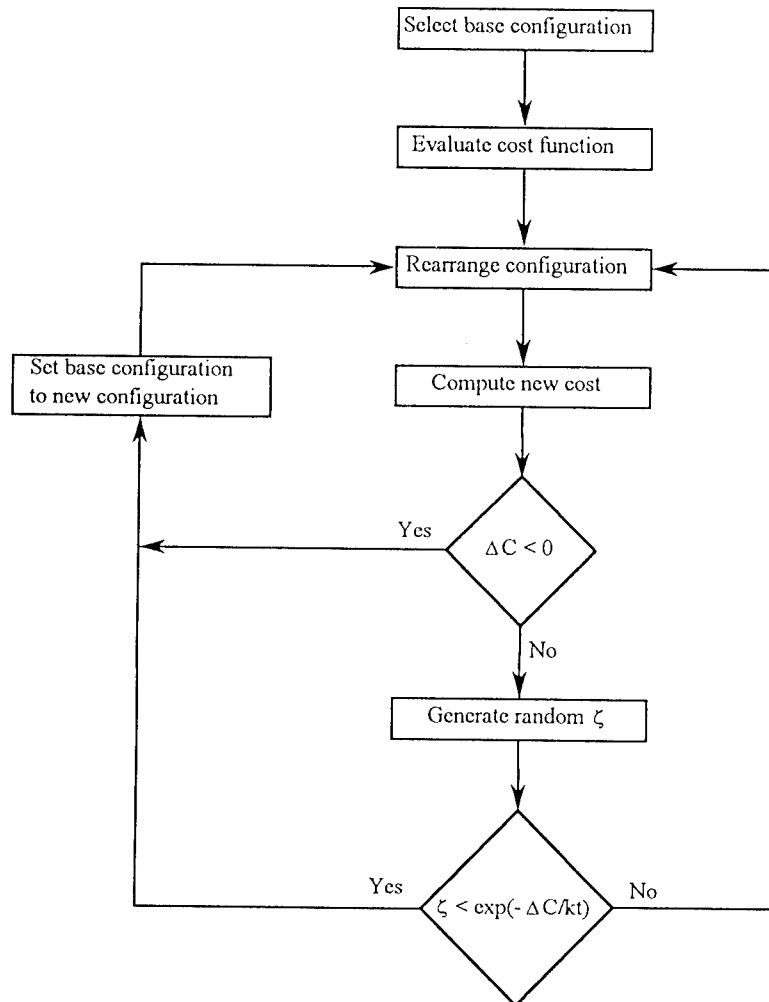 Select base configuration
Evaluate cost function
Rearrange configuration
Set base configuration
to new configuration
Compute new cost
Yes
ΔC < 0
No
Generate random ζ
Yes
ζ < exp(- ΔC/kt)
No